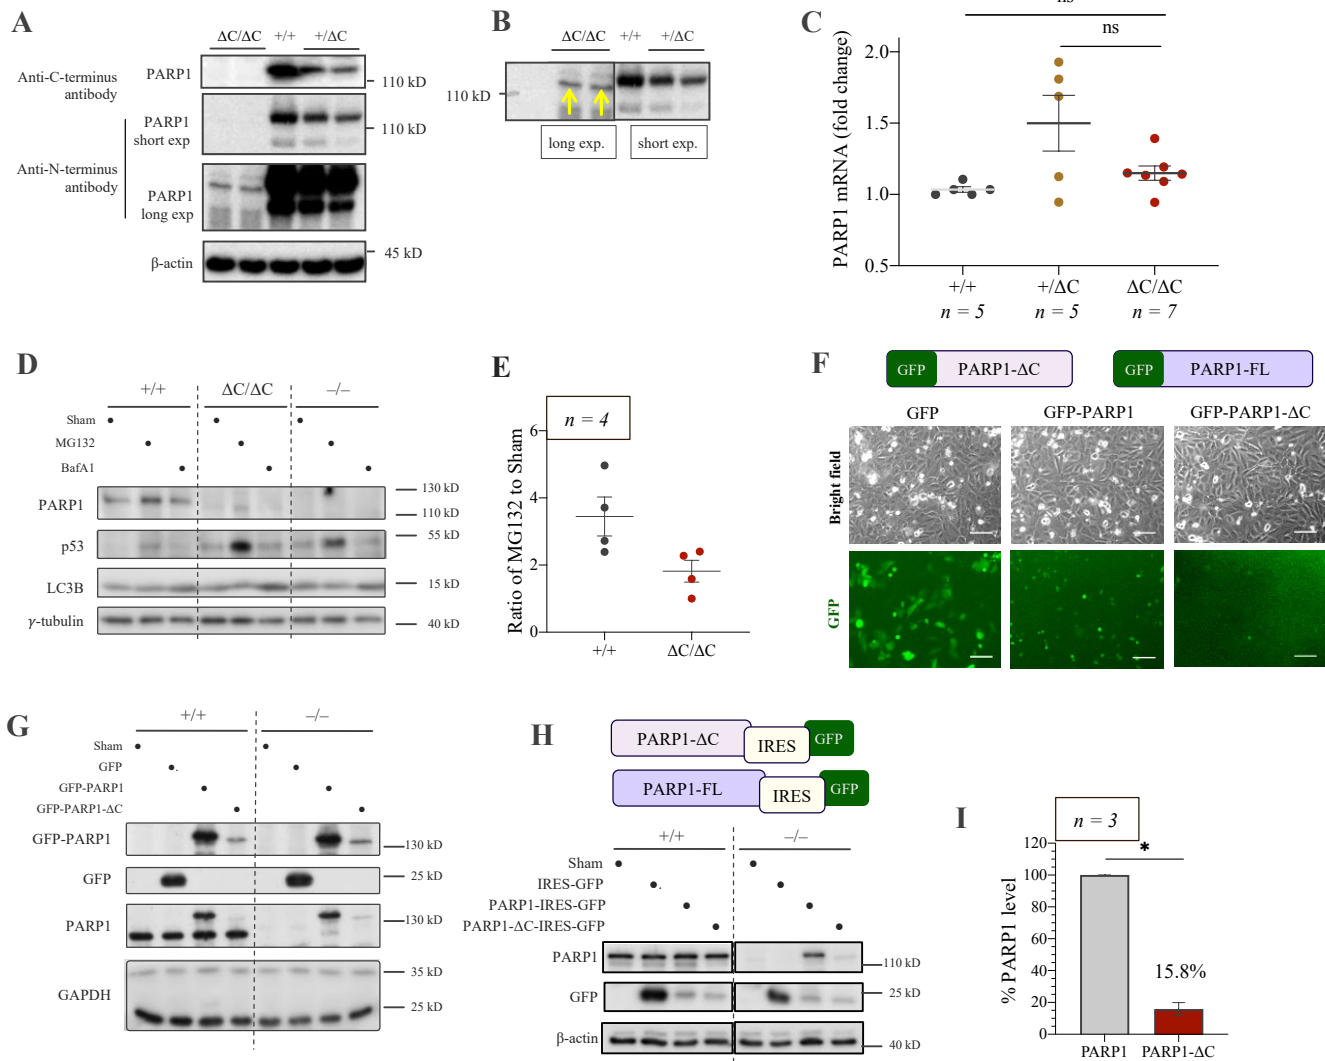 A
ΔC/ΔC +/+ +/ΔC
Anti-C-terminus
antibody
PARP1
110 kD
PARP1
short exp
110 kD
Anti-N-terminus
antibody
PARP1
long exp
β-actin
45 kD
B
ΔC/ΔC +/+ +/ΔC
110 kD
long exp.
short exp.
C
ns
ns
PARP1 mRNA (fold change)
2.0
1.5
1.0
0.5
+/+ +/ΔC ΔC/ΔC
n = 5 n = 5 n = 7
D
+/+ ΔC/ΔC –/–
Sham
MG132
BafA1
PARP1
130 kD
110 kD
p53
55 kD
LC3B
15 kD
γ-tubulin
40 kD
E
n = 4
Ratio of MG132 to Sham
6
4
2
0
+/+ ΔC/ΔC
F
GFP PARP1-ΔC
GFP PARP1-FL
GFP GFP-PARP1 GFP-PARP1-ΔC
Bright field
GFP
G
+/+ –/–
Sham
GFP
GFP-PARP1
GFP-PARP1-ΔC
GFP-PARP1
130 kD
GFP
25 kD
PARP1
130 kD
GAPDH
35 kD
25 kD
H
PARP1-ΔC IRES GFP
PARP1-FL IRES GFP
+/+ –/–
Sham
IRES-GFP
PARP1-IRES-GFP
PARP1-ΔC-IRES-GFP
PARP1
110 kD
GFP
25 kD
β-actin
40 kD
I
n = 3
% PARP1 level
120
100
80
60
40
20
0
*
15.8%
PARP1 PARP1-ΔC